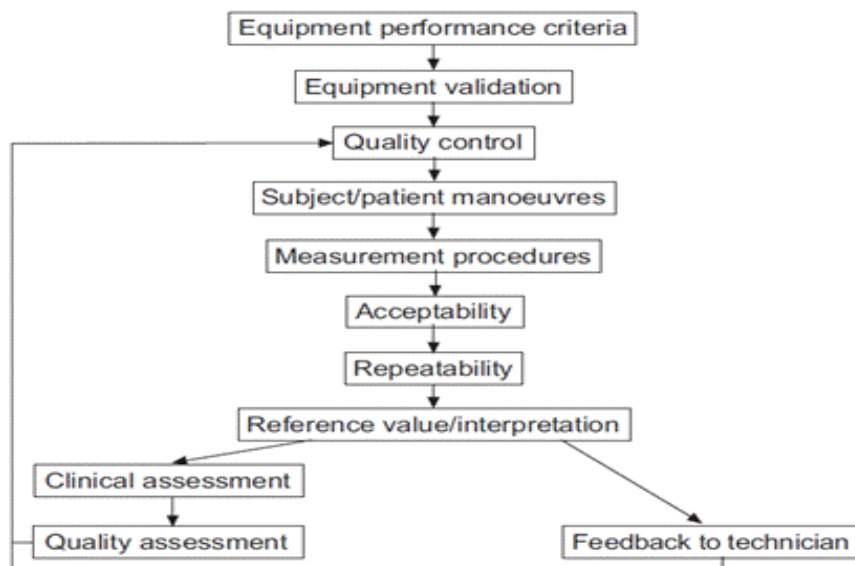 Equipment performance criteria
Equipment validation
Quality control
Subject/patient manoeuvres
Measurement procedures
Acceptability
Repeatability
Reference value/interpretation
Clinical assessment
Quality assessment
Feedback to technician